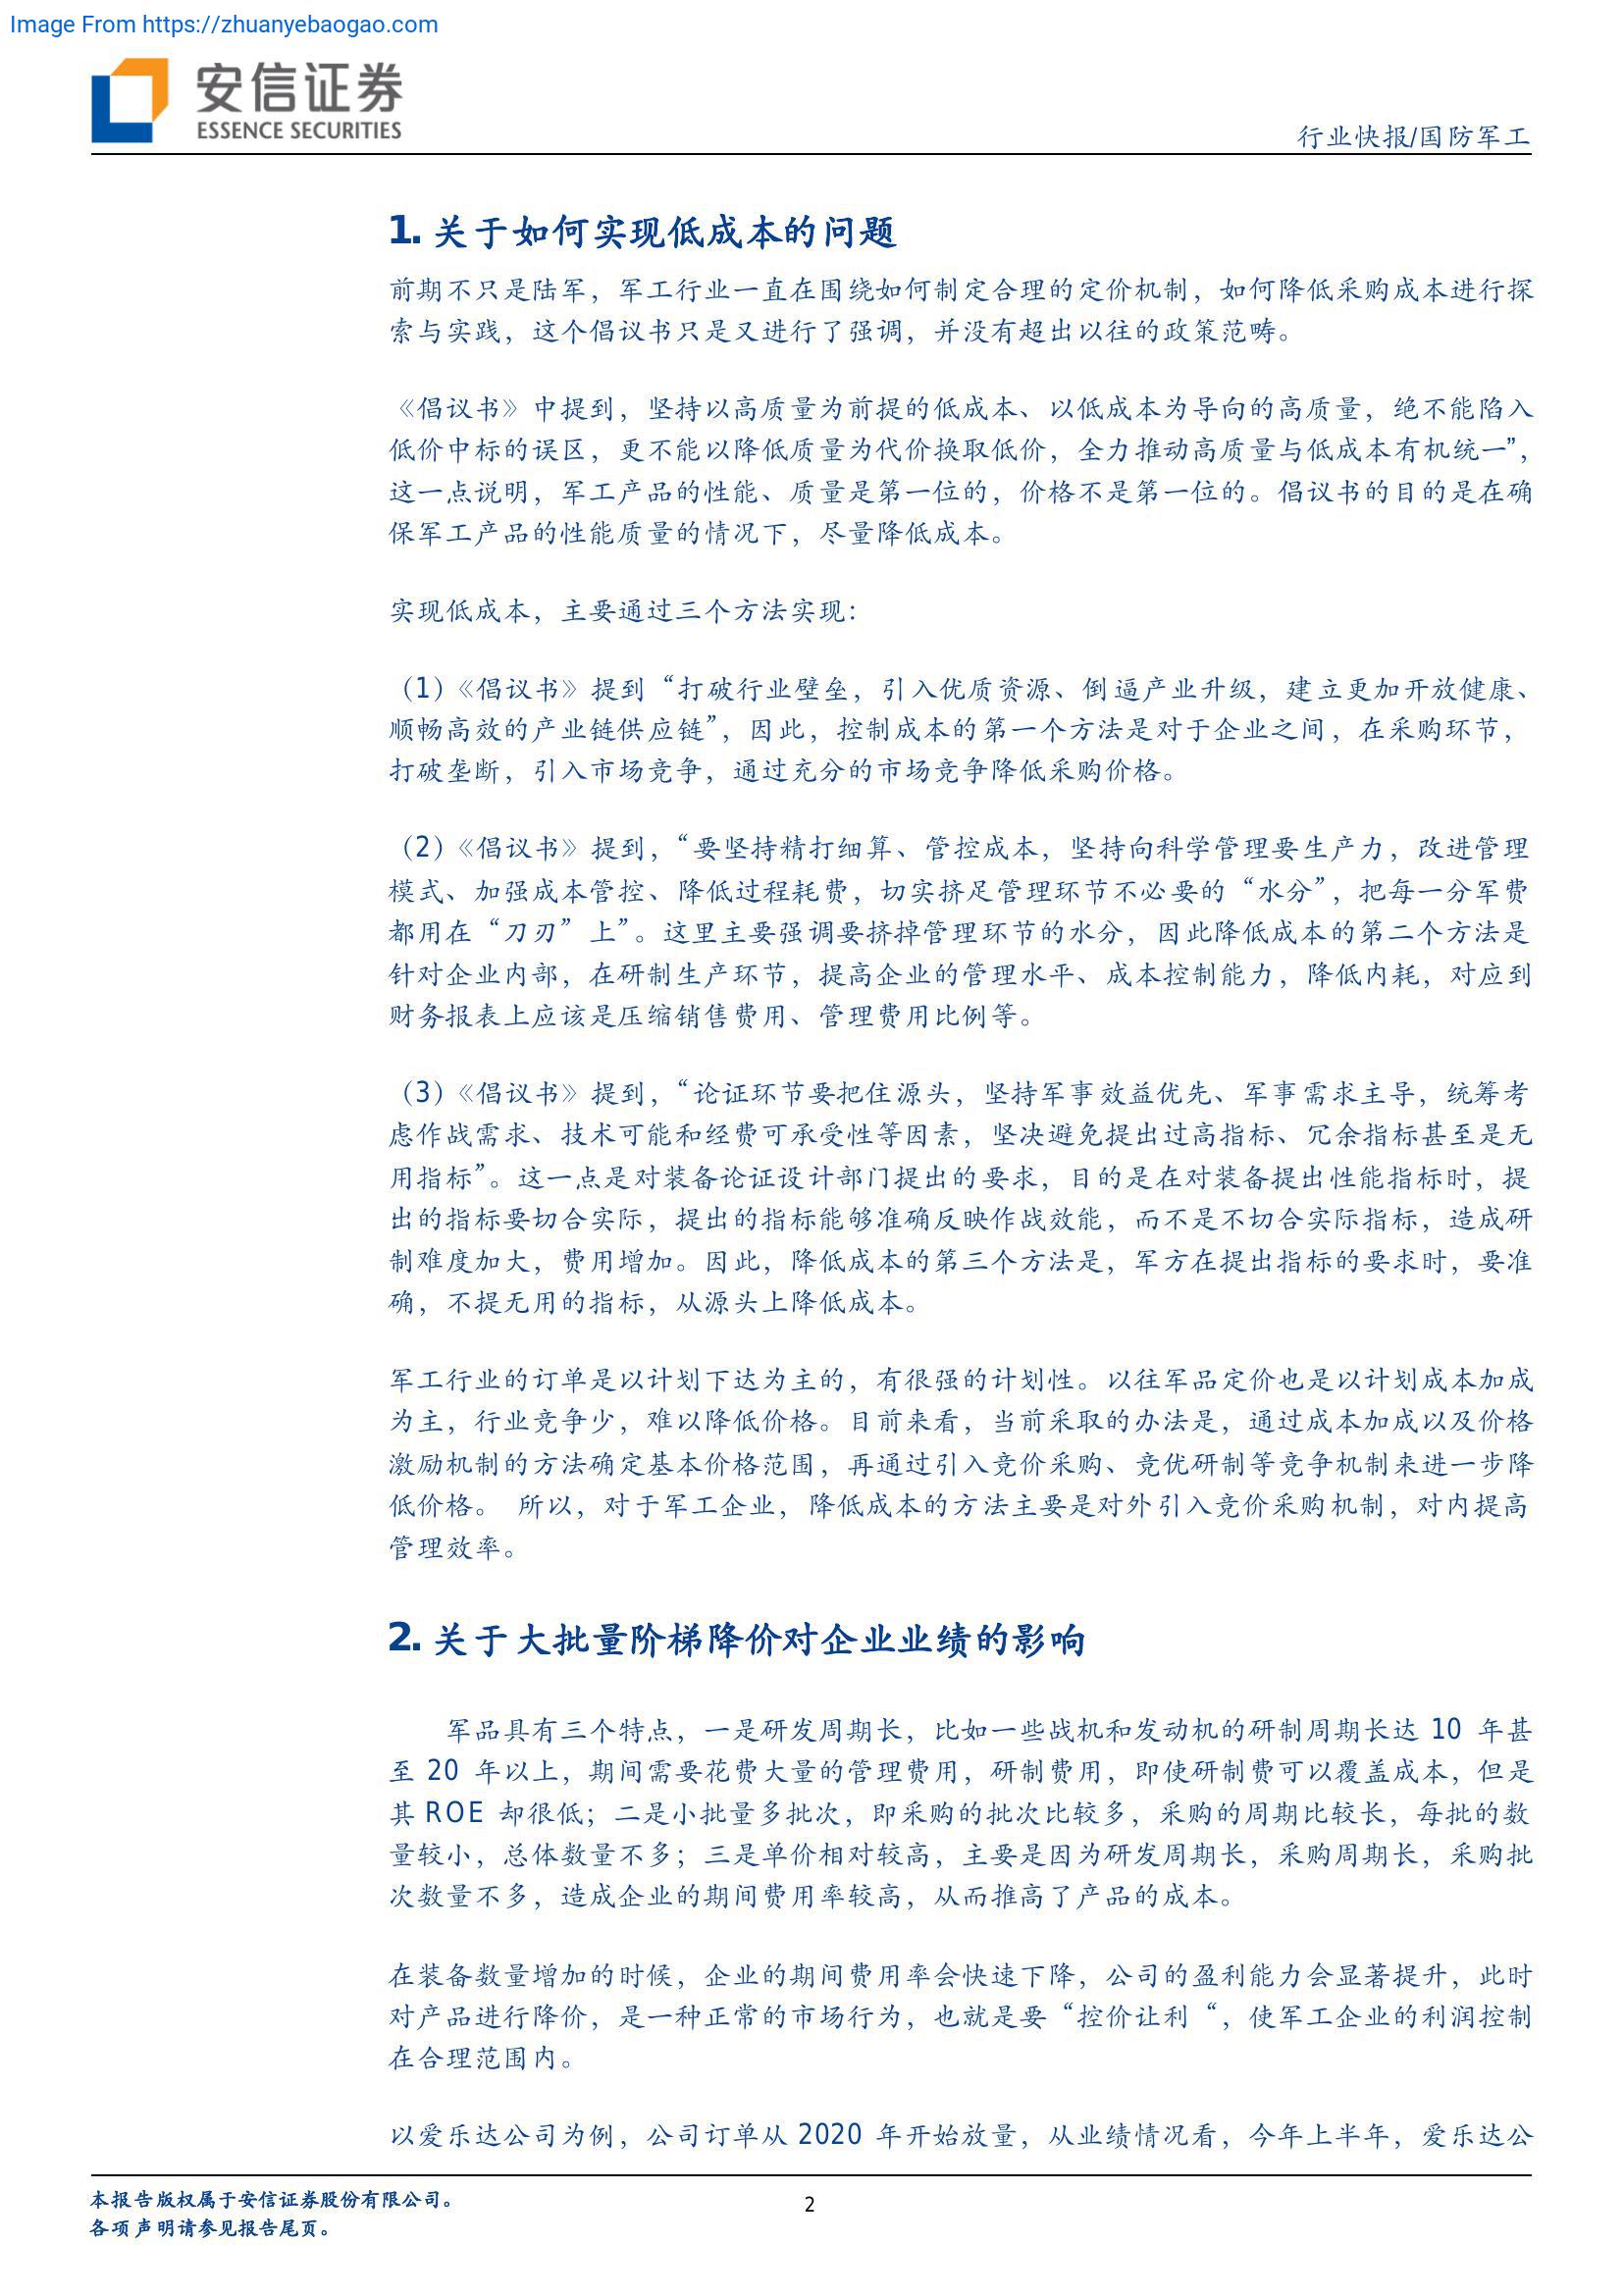 Image From https://zhuanyebaogao.com
安信证券
ESSENCE SECURITIES
行业快报/国防军工
1. 关于如何实现低成本的问题
前期不只是陆军，军工行业一直在围绕如何制定合理的定价机制，如何降低采购成本进行探
索与实践，这个倡议书只是又进行了强调，并没有超出以往的政策范畴。
《倡议书》中提到，坚持以高质量为前提的低成本、以低成本为导向的高质量，绝不能陷入
低价中标的误区，更不能以降低质量为代价换取低价，全力推动高质量与低成本有机统一”，
这一点说明，军工产品的性能、质量是第一位的，价格不是第一位的。倡议书的目的是在确
保军工产品的性能质量的情况下，尽量降低成本。
实现低成本，主要通过三个方法实现：
（1）《倡议书》提到“打破行业壁垒，引入优质资源、倒逼产业升级，建立更加开放健康、
顺畅高效的产业链供应链”，因此，控制成本的第一个方法是对于企业之间，在采购环节，
打破垄断，引入市场竞争，通过充分的市场竞争降低采购价格。
（2）《倡议书》提到，“要坚持精打细算、管控成本，坚持向科学管理要生产力，改进管理
模式、加强成本管控、降低过程耗费，切实挤足管理环节不必要的“水分”，把每一分军费
都用在“刀刃”上”。这里主要强调要挤掉管理环节的水分，因此降低成本的第二个方法是
针对企业内部，在研制生产环节，提高企业的管理水平、成本控制能力，降低内耗，对应到
财务报表上应该是压缩销售费用、管理费用比例等。
（3）《倡议书》提到，“论证环节要把住源头，坚持军事效益优先、军事需求主导，统筹考
虑作战需求、技术可能和经费可承受性等因素，坚决避免提出过高指标、冗余指标甚至是无
用指标”。这一点是对装备论证设计部门提出的要求，目的是在对装备提出性能指标时，提
出的指标要切合实际，提出的指标能够准确反映作战效能，而不是不切合实际指标，造成研
制难度加大，费用增加。因此，降低成本的第三个方法是，军方在提出指标的要求时，要准
确，不提无用的指标，从源头上降低成本。
军工行业的订单是以计划下达为主的，有很强的计划性。以往军品定价也是以计划成本加成
为主，行业竞争少，难以降低价格。目前来看，当前采取的办法是，通过成本加成以及价格
激励机制的方法确定基本价格范围，再通过引入竞价采购、竞优研制等竞争机制来进一步降
低价格。 所以，对于军工企业，降低成本的方法主要是对外引入竞价采购机制，对内提高
管理效率。
2. 关于大批量阶梯降价对企业业绩的影响
军品具有三个特点，一是研发周期长，比如一些战机和发动机的研制周期长达 10 年甚
至 20 年以上，期间需要花费大量的管理费用，研制费用，即使研制费可以覆盖成本，但是
其 ROE 却很低；二是小批量多批次，即采购的批次比较多，采购的周期比较长，每批的数
量较小，总体数量不多；三是单价相对较高，主要是因为研发周期长，采购周期长，采购批
次数量不多，造成企业的期间费用率较高，从而推高了产品的成本。
在装备数量增加的时候，企业的期间费用率会快速下降，公司的盈利能力会显著提升，此时
对产品进行降价，是一种正常的市场行为，也就是要“控价让利“，使军工企业的利润控制
在合理范围内。
以爱乐达公司为例，公司订单从 2020 年开始放量，从业绩情况看，今年上半年，爱乐达公
本报告版权属于安信证券股份有限公司。
各项声明请参见报告尾页。
2